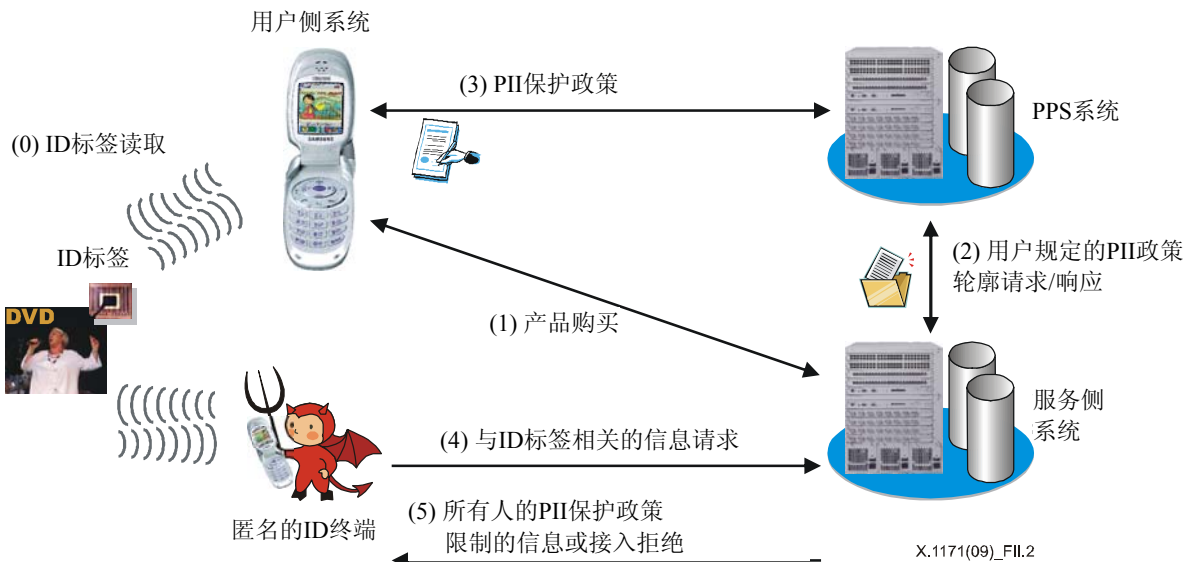 用户侧系统
(3) PII保护政策
PPS系统
(0) ID标签读取
SAMSUNG
ID标签
DVD
(2) 用户规定的PII政策
轮廓请求/响应
(1) 产品购买
服务侧
系统
(4) 与ID标签相关的信息请求
匿名的ID终端
(5) 所有人的PII保护政策
限制的信息或接入拒绝
X.1171(09)_FII.2